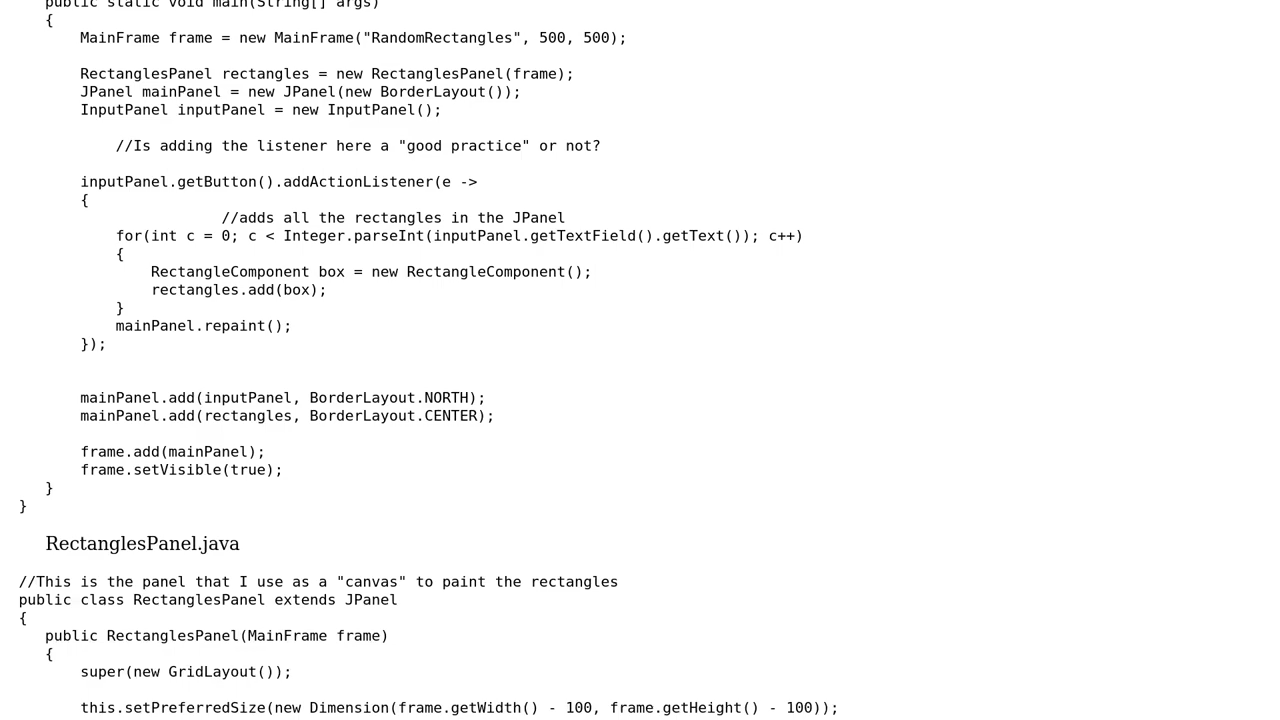 public static void main(String[] args)
{
MainFrame frame = new MainFrame("RandomRectangles", 500, 500);
RectanglesPanel rectangles = new RectanglesPanel(frame);
JPanel mainPanel = new JPanel(new BorderLayout());
InputPanel inputPanel = new InputPanel();
//Is adding the listener here a "good practice" or not?
inputPanel.getButton().addActionListener(e ->
{
//adds all the rectangles in the JPanel
for(int c = 0; c < Integer.parseInt(inputPanel.getTextField().getText()); c++)
{
RectangleComponent box = new RectangleComponent();
rectangles.add(box);
}
mainPanel.repaint();
});
mainPanel.add(inputPanel, BorderLayout.NORTH);
mainPanel.add(rectangles, BorderLayout.CENTER);
frame.add(mainPanel);
frame.setVisible(true);
}
}
RectanglesPanel.java
//This is the panel that I use as a "canvas" to paint the rectangles
public class RectanglesPanel extends JPanel
{
public RectanglesPanel(MainFrame frame)
{
super(new GridLayout());
this.setPreferredSize(new Dimension(frame.getWidth() - 100, frame.getHeight() - 100));